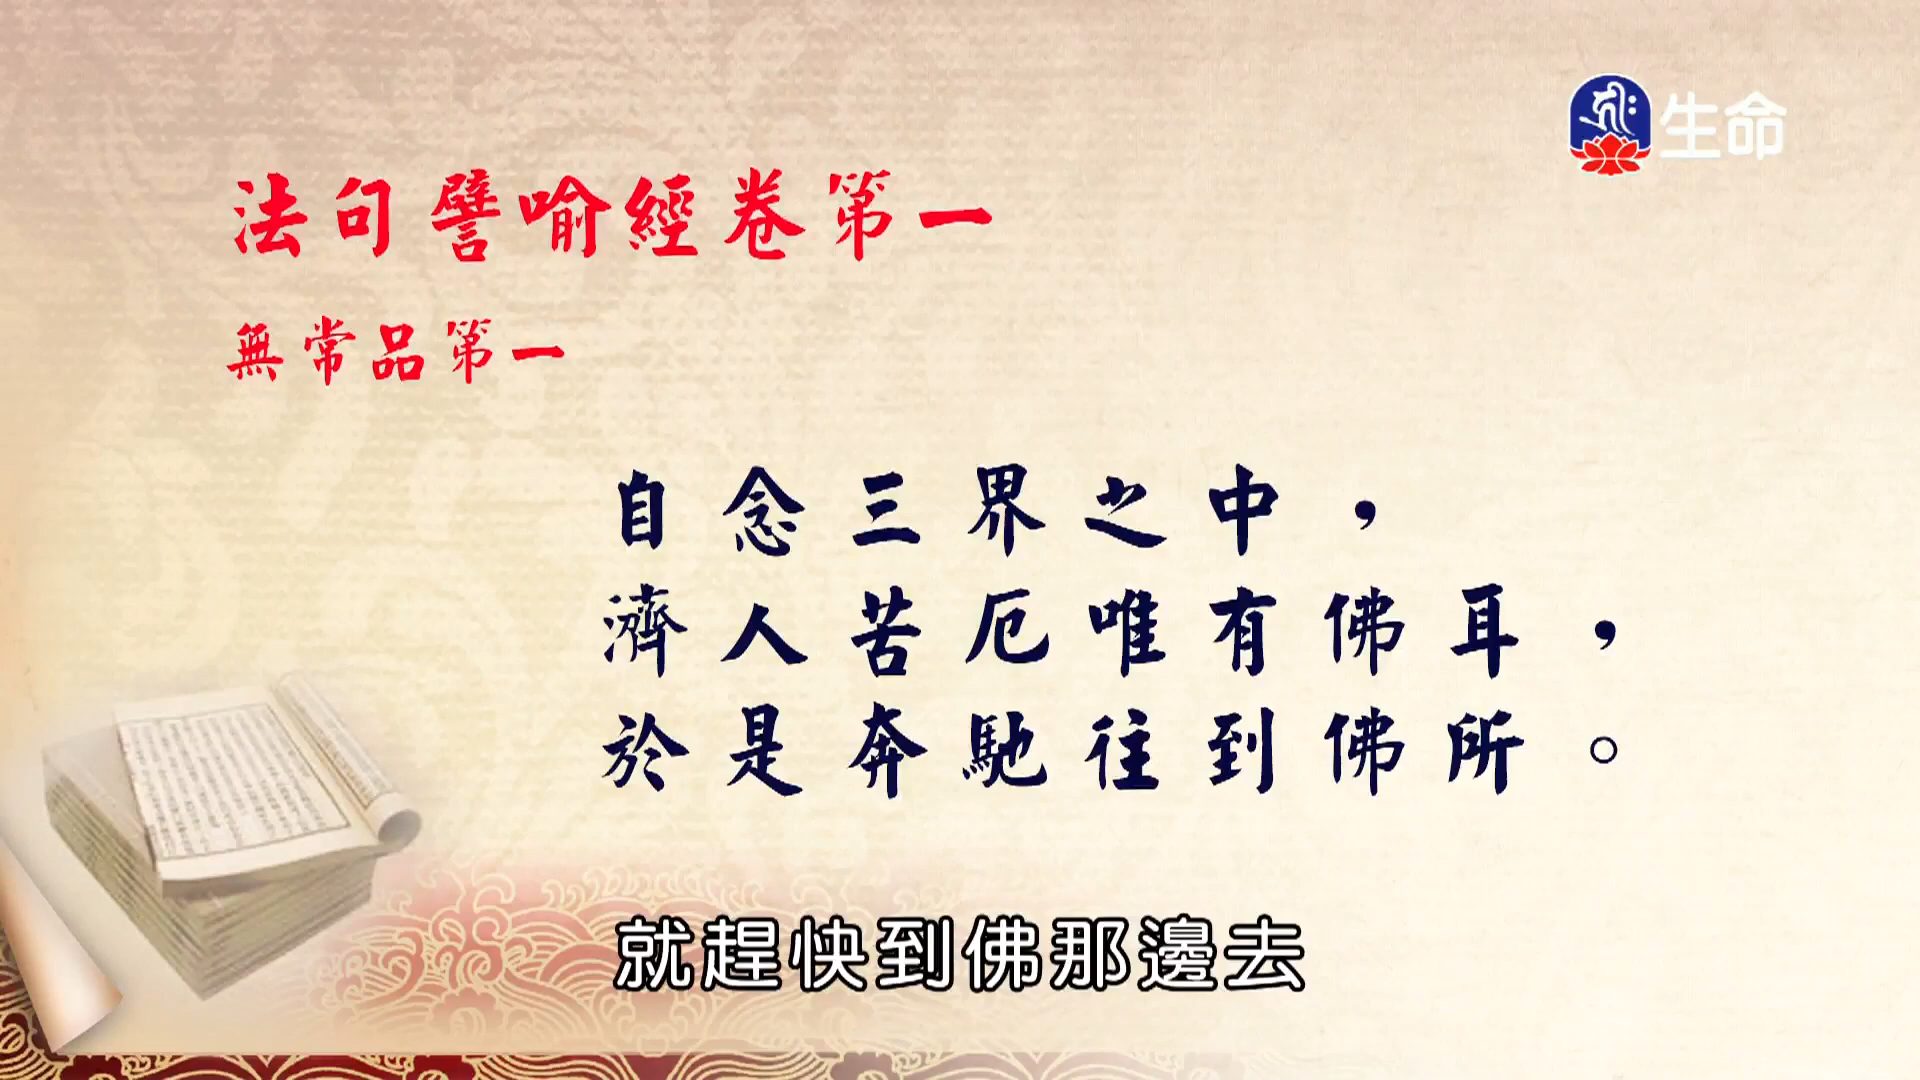 生命
法句譬喻經卷第一
無常品第一
自念三界之中，
濟人苦厄唯有佛耳，
於是奔馳往到佛所。
就趕快到佛那邊去